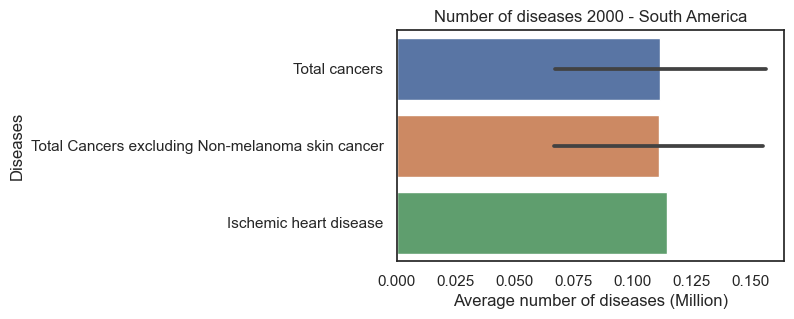 Number of diseases 2000 - South America
Diseases
Total cancers
Total Cancers excluding Non-melanoma skin cancer
Ischemic heart disease
0.000 0.025 0.050 0.075 0.100 0.125 0.150
Average number of diseases (Million)